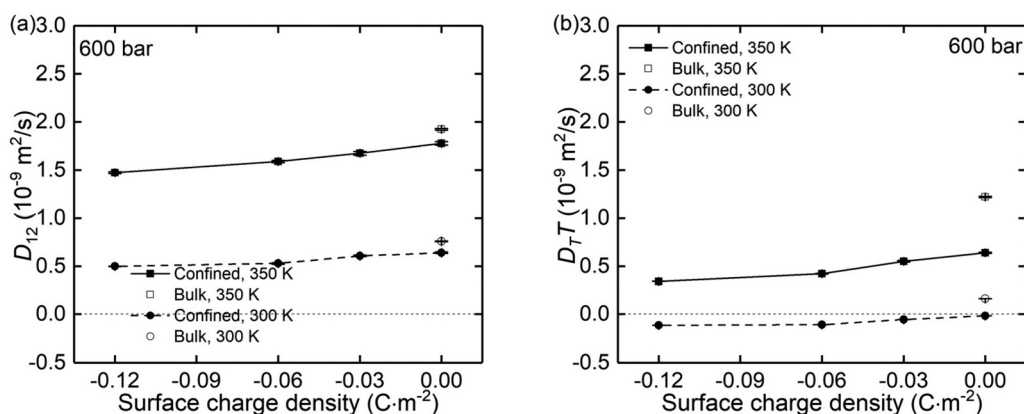 (a)
600 bar
3.0
2.5
2.0
1.5
1.0
0.5
0.0
-0.5
D12 (10-9 m2/s)
Confined, 350 K
Bulk, 350 K
Confined, 300 K
Bulk, 300 K
-0.12 -0.09 -0.06 -0.03 0.00
Surface charge density (C·m-2)
(b)
600 bar
3.0
2.5
2.0
1.5
1.0
0.5
0.0
-0.5
DTT (10-9 m2/s)
Confined, 350 K
Bulk, 350 K
Confined, 300 K
Bulk, 300 K
-0.12 -0.09 -0.06 -0.03 0.00
Surface charge density (C·m-2)